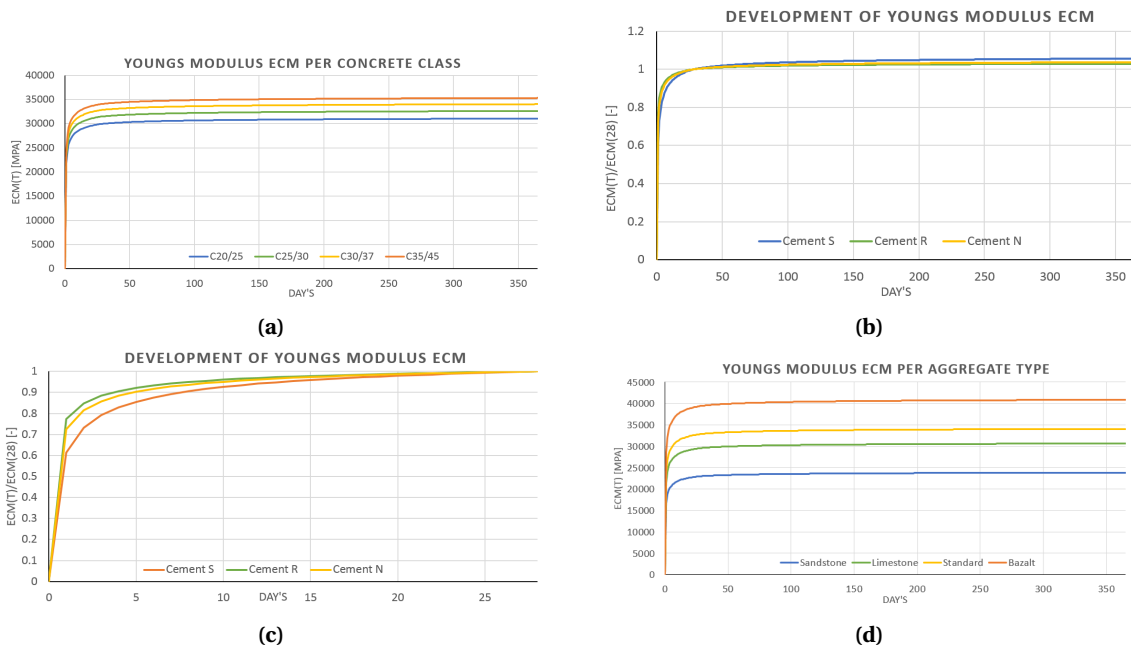 YOUNGS MODULUS ECM PER CONCRETE CLASS
40000
35000
30000
25000
20000
15000
10000
5000
0
ECM(T) [MPA]
C20/25 C25/30 C30/37 C35/45
0 50 100 150 200 250 300 350
DAY'S
(a)
DEVELOPMENT OF YOUNGS MODULUS ECM
1.2
1
0.8
0.6
0.4
0.2
0
ECM(T)/ECM(28) [-]
Cement S Cement R Cement N
0 50 100 150 200 250 300 350
DAY'S
(b)
DEVELOPMENT OF YOUNGS MODULUS ECM
1
0.9
0.8
0.7
0.6
0.5
0.4
0.3
0.2
0.1
0
ECM(T)/ECM(28) [-]
Cement S Cement R Cement N
0 5 10 15 20 25
DAY'S
(c)
YOUNGS MODULUS ECM PER AGGREGATE TYPE
45000
40000
35000
30000
25000
20000
15000
10000
5000
0
ECM(T) [MPA]
Sandstone Limestone Standard Bazalt
0 50 100 150 200 250 300 350
DAY'S
(d)